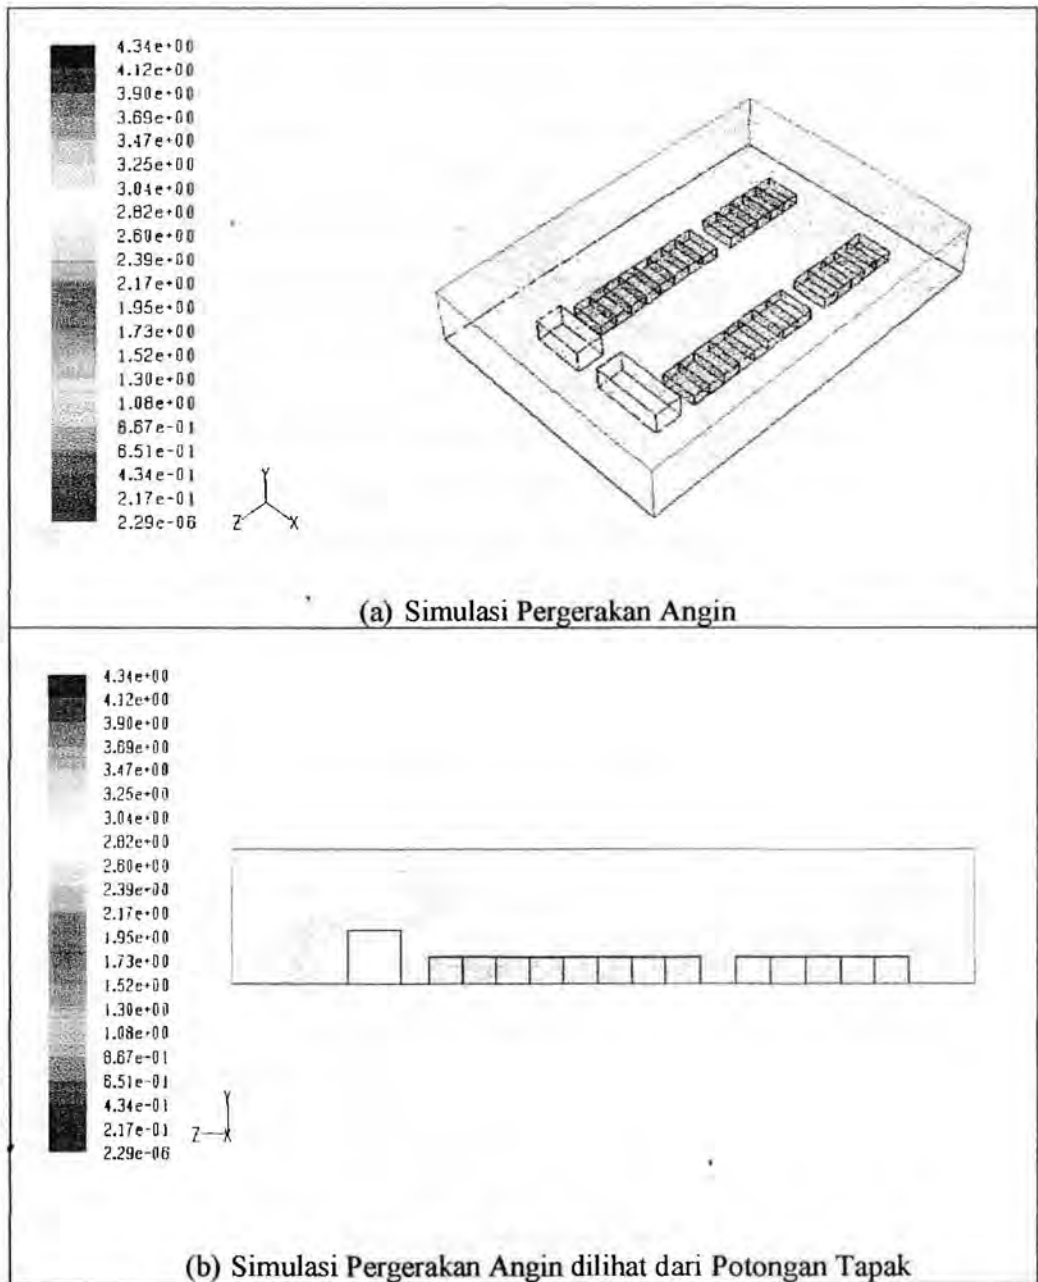 4.34e+00
4.12e+00
3.90e+00
3.69e+00
3.47e+00
3.25e+00
3.04e+00
2.82e+00
2.60e+00
2.39e+00
2.17e+00
1.95e+00
1.73e+00
1.52e+00
1.30e+00
1.08e+00
8.67e-01
6.51e-01
4.34e-01
2.17e-01
2.29e-06
Y
Z X
(a) Simulasi Pergerakan Angin
4.34e+00
4.12e+00
3.90e+00
3.69e+00
3.47e+00
3.25e+00
3.04e+00
2.82e+00
2.60e+00
2.39e+00
2.17e+00
1.95e+00
1.73e+00
1.52e+00
1.30e+00
1.08e+00
8.67e-01
6.51e-01
4.34e-01
2.17e-01
2.29e-06
Y
Z X
(b) Simulasi Pergerakan Angin dilihat dari Potongan Tapak